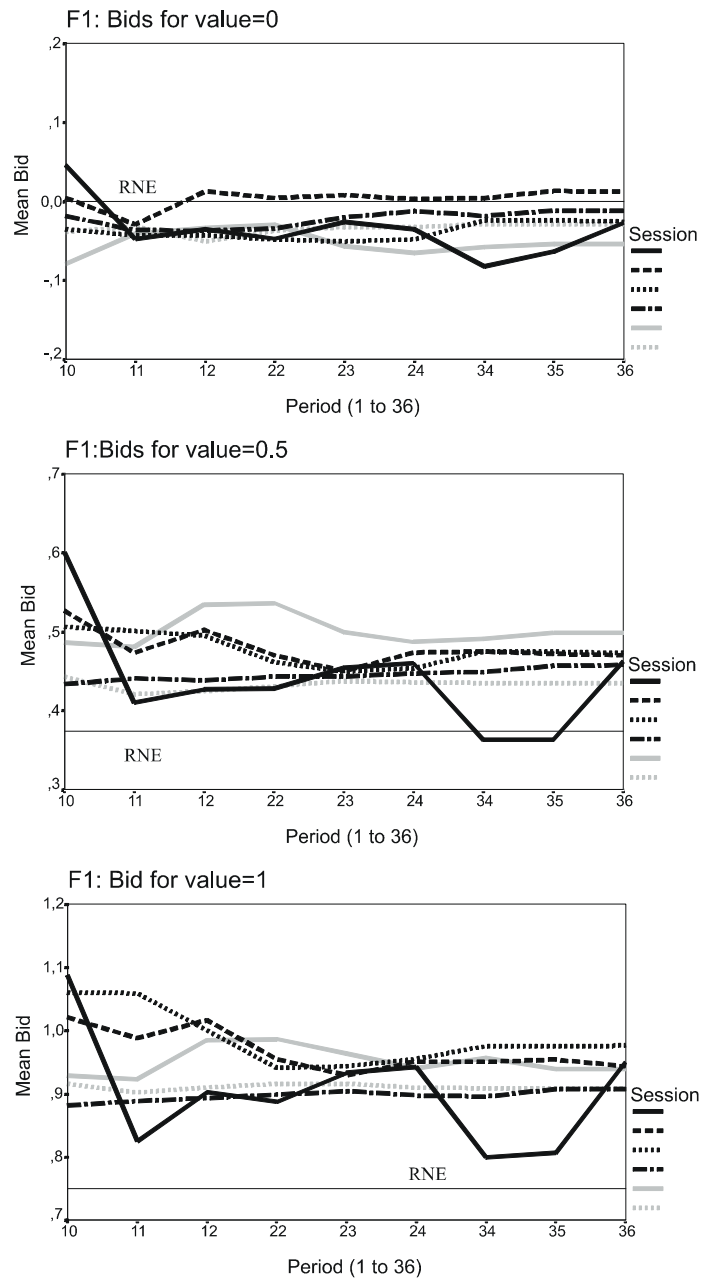 F1: Bids for value=0
,2
,1
0,0
-,1
-,2
Mean Bid
RNE
10 11 12 22 23 24 34 35 36
Period (1 to 36)
Session
F1:Bids for value=0.5
,7
,6
,5
,4
,3
Mean Bid
RNE
10 11 12 22 23 24 34 35 36
Period (1 to 36)
Session
F1: Bid for value=1
1,2
1,1
1,0
,9
,8
,7
Mean Bid
RNE
10 11 12 22 23 24 34 35 36
Period (1 to 36)
Session